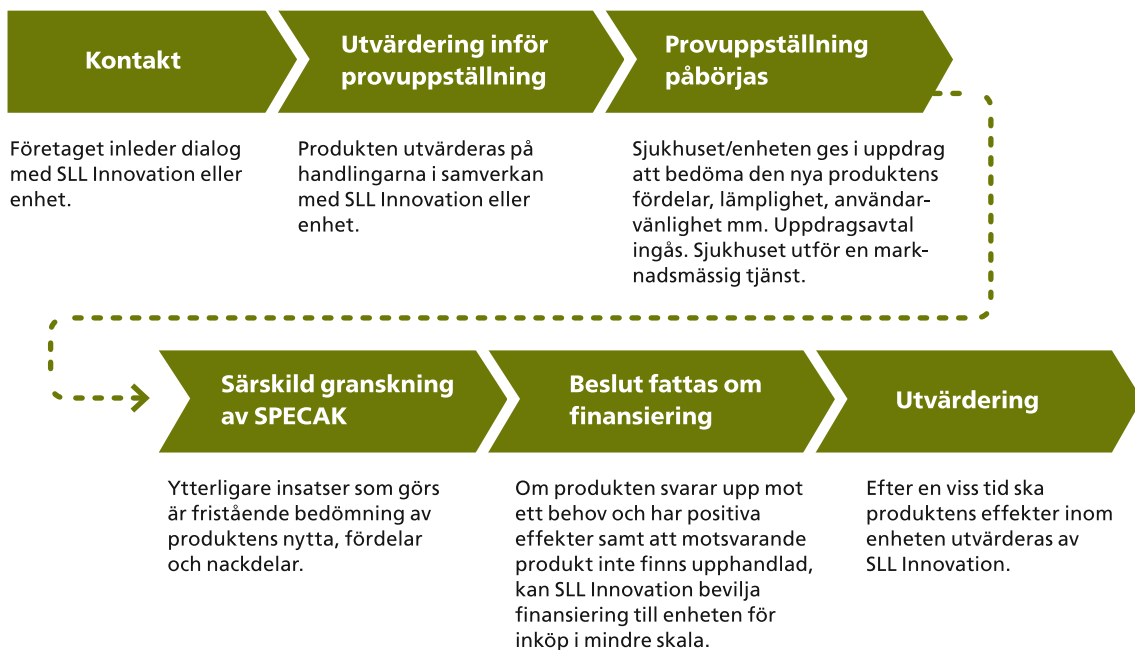 Kontakt
Utvärdering inför
provuppställning
Provuppställning
påbörjas
Företaget inleder dialog
med SLL Innovation eller
enhet.
Produkten utvärderas på
handlingarna i samverkan
med SLL Innovation eller
enhet.
Sjukhuset/enheten ges i uppdrag
att bedöma den nya produktens
fördelar, lämplighet, användar-
vänlighet mm. Uppdragsavtal
ingås. Sjukhuset utför en mark-
nadsmässig tjänst.
Särskild granskning
av SPECAK
Beslut fattas om
finansiering
Utvärdering
Ytterligare insatser som görs
är fristående bedömning av
produktens nytta, fördelar
och nackdelar.
Om produkten svarar upp mot
ett behov och har positiva
effekter samt att motsvarande
produkt inte finns upphandlad,
kan SLL Innovation bevilja
finansiering till enheten för
inköp i mindre skala.
Efter en viss tid ska
produktens effekter inom
enheten utvärderas av
SLL Innovation.